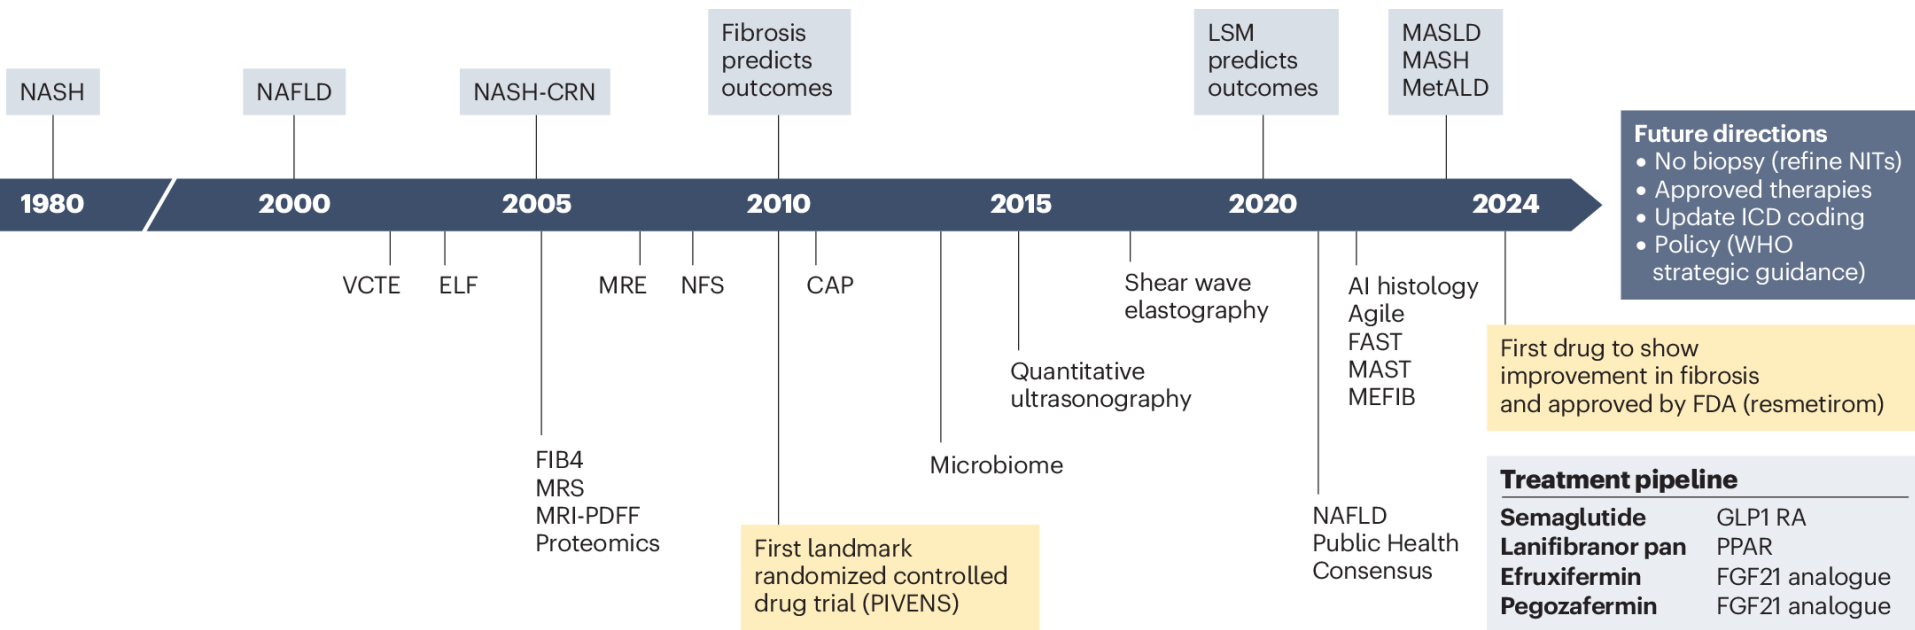 NASH
NAFLD
NASH-CRN
Fibrosis
predicts
outcomes
LSM
predicts
outcomes
MASLD
MASH
MetALD
1980
2000
2005
2010
2015
2020
2024
VCTE
ELF
FIB4
MRS
MRI-PDFF
Proteomics
MRE
NFS
First landmark
randomized controlled
drug trial (PIVENS)
CAP
Microbiome
Quantitative
ultrasonography
Shear wave
elastography
NAFLD
Public Health
Consensus
AI histology
Agile
FAST
MAST
MEFIB
First drug to show
improvement in fibrosis
and approved by FDA (resmetirom)
Future directions
• No biopsy (refine NITs)
• Approved therapies
• Update ICD coding
• Policy (WHO
strategic guidance)
Treatment pipeline
Semaglutide GLP1 RA
Lanifibranor pan PPAR
Efruxifermin FGF21 analogue
Pegozafermin FGF21 analogue